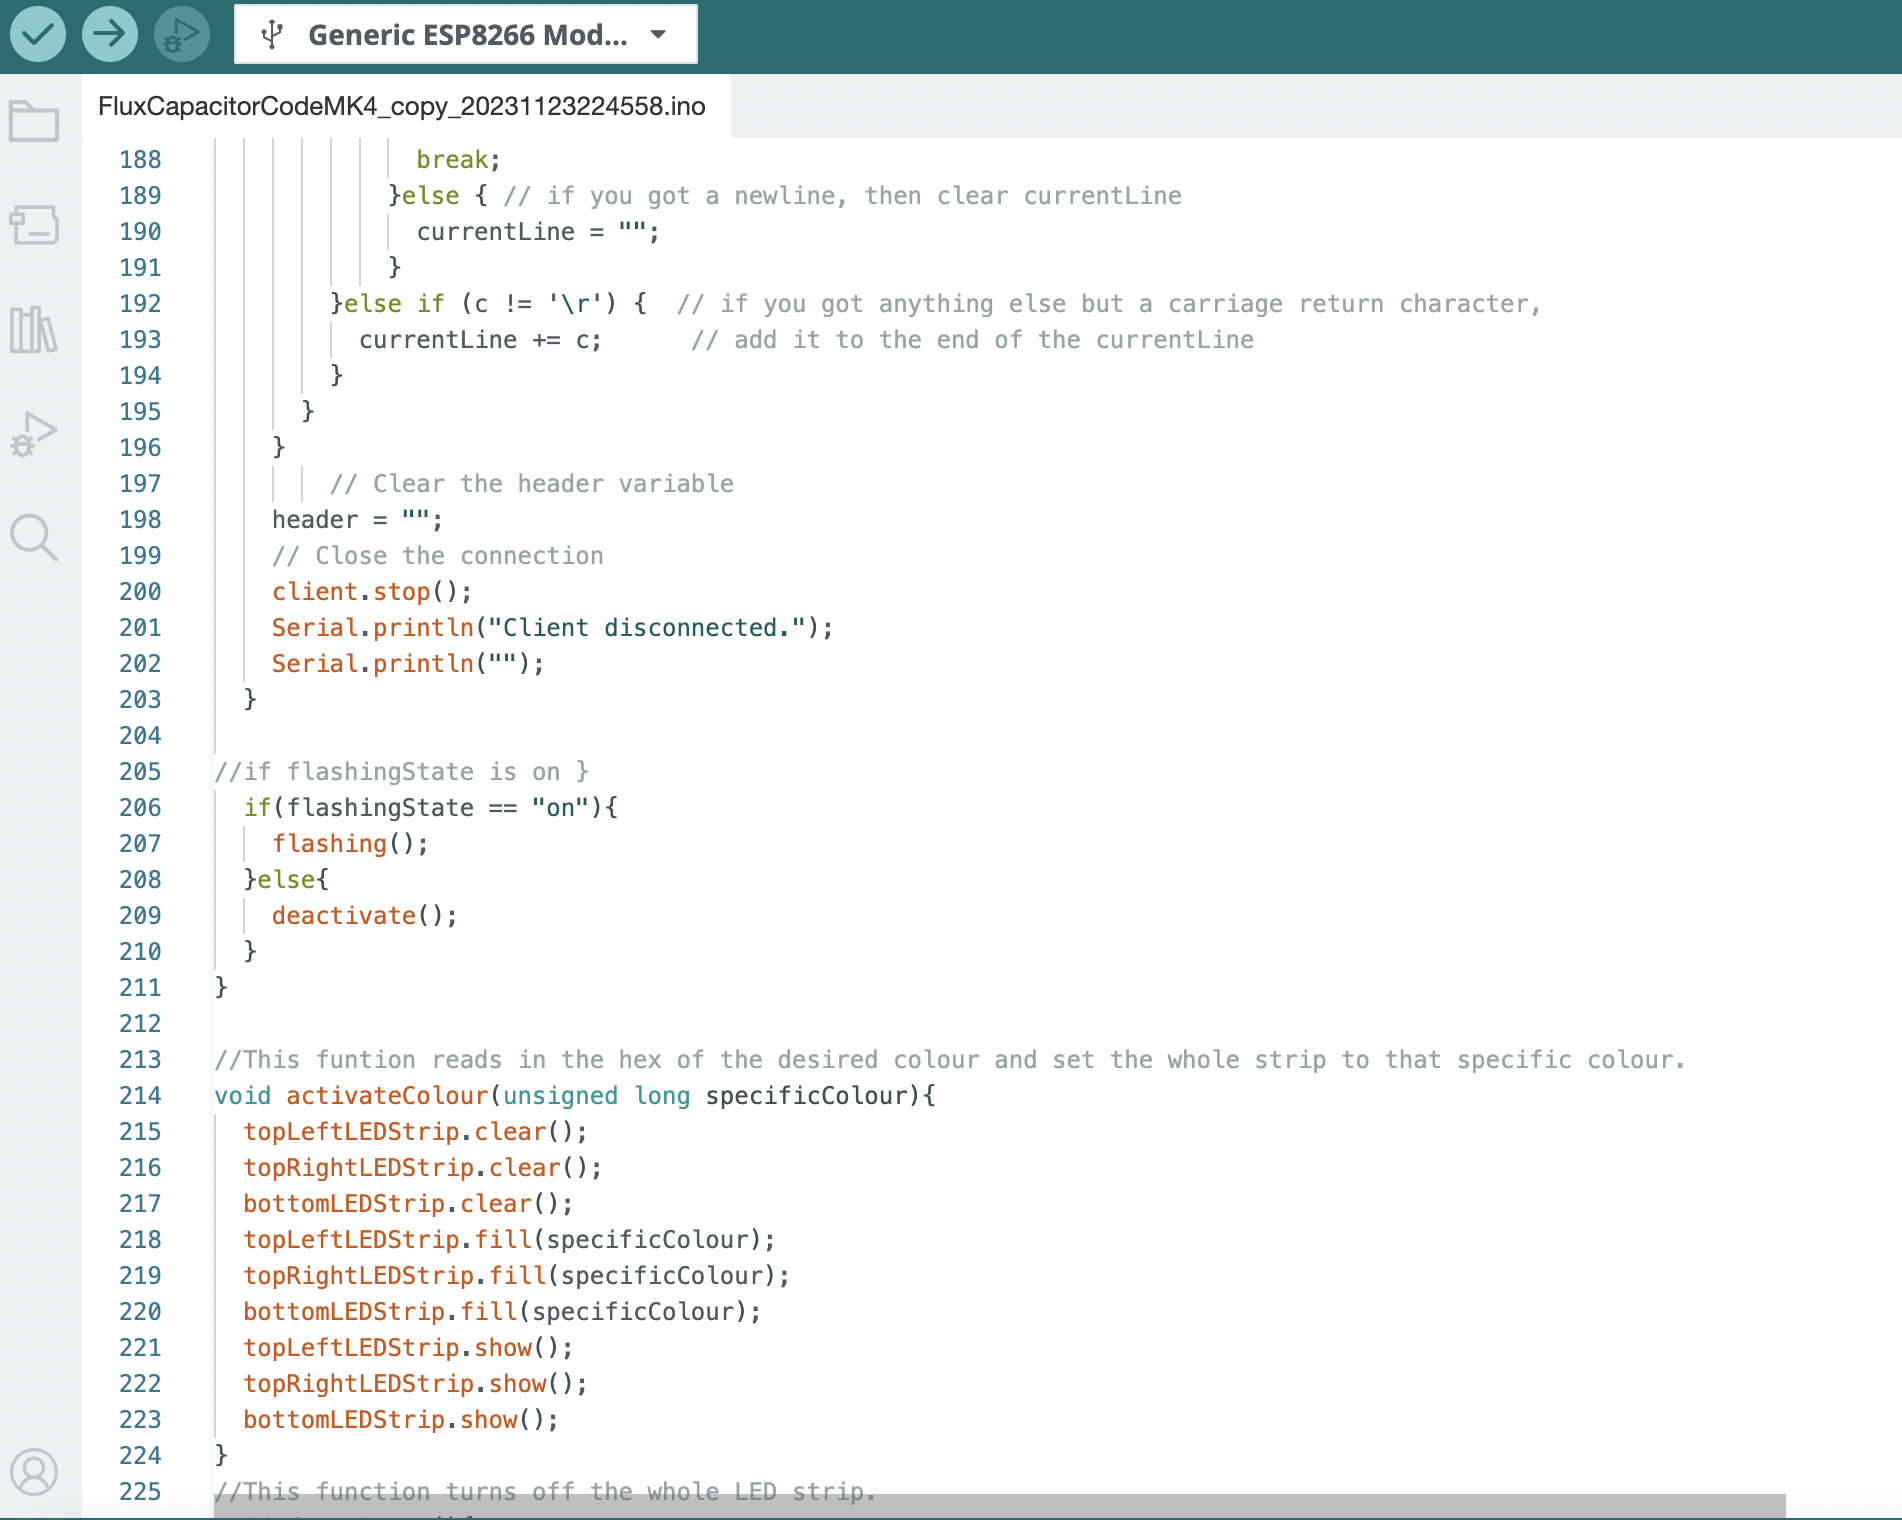 Generic ESP8266 Mod...
FluxCapacitorCodeMK4_copy_20231123224558.ino
188 break;
189 }else { // if you got a newline, then clear currentLine
190 currentLine = "";
191 }
192 }else if (c != '\r') { // if you got anything else but a carriage return character,
193 currentLine += c; // add it to the end of the currentLine
194 }
195 }
196 }
197 // Clear the header variable
198 header = "";
199 // Close the connection
200 client.stop();
201 Serial.println("Client disconnected.");
202 Serial.println("");
203 }
204
205 //if flashingState is on }
206 if(flashingState == "on"){
207 flashing();
208 }else{
209 deactivate();
210 }
211 }
212
213 //This funtion reads in the hex of the desired colour and set the whole strip to that specific colour.
214 void activateColour(unsigned long specificColour){
215 topLeftLEDStrip.clear();
216 topRightLEDStrip.clear();
217 bottomLEDStrip.clear();
218 topLeftLEDStrip.fill(specificColour);
219 topRightLEDStrip.fill(specificColour);
220 bottomLEDStrip.fill(specificColour);
221 topLeftLEDStrip.show();
222 topRightLEDStrip.show();
223 bottomLEDStrip.show();
224 }
225 //This function turns off the whole LED strip.